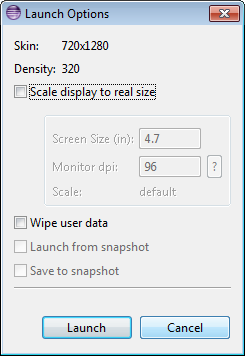 Launch Options
Skin: 720x1280
Density: 320
Scale display to real size
Screen Size (in): 4.7
Monitor dpi: 96 ?
Scale: default
Wipe user data
Launch from snapshot
Save to snapshot
Launch Cancel